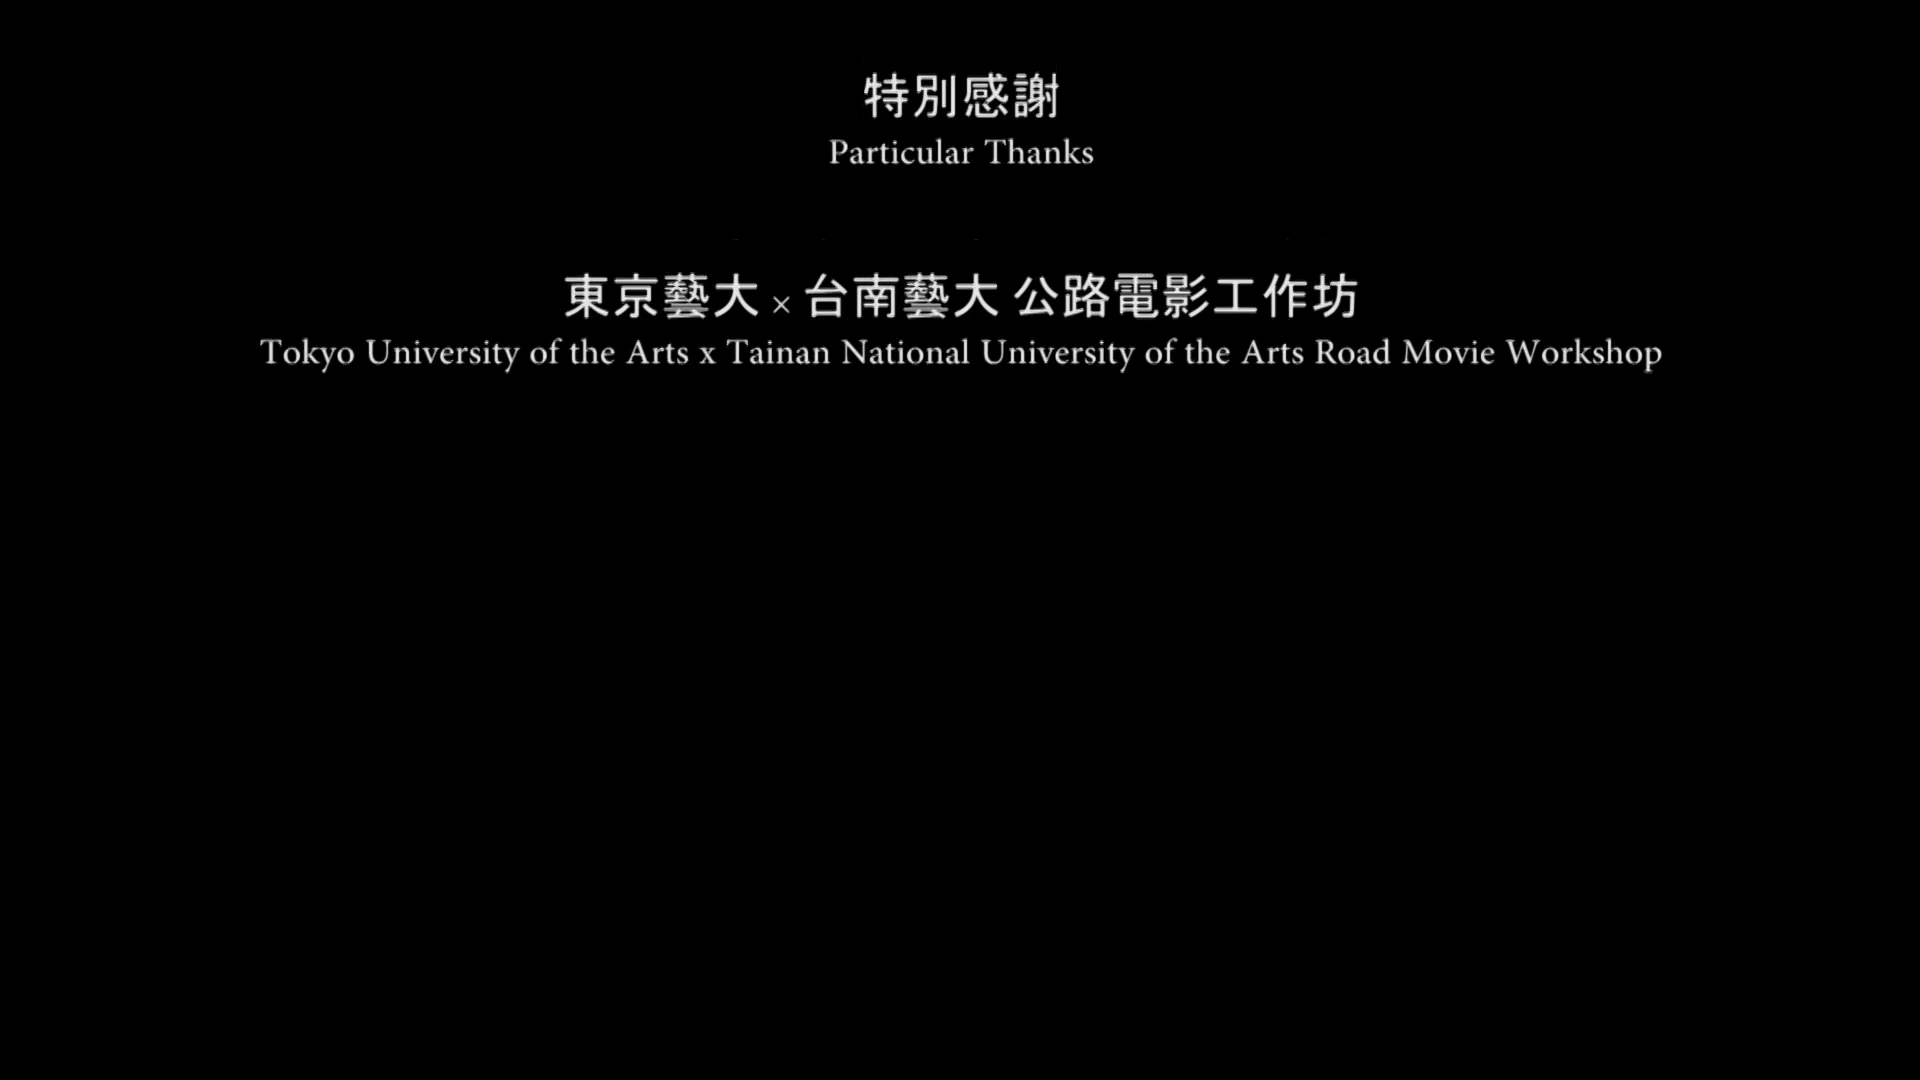 特別感謝
Particular Thanks
東京藝大 × 台南藝大 公路電影工作坊
Tokyo University of the Arts x Tainan National University of the Arts Road Movie Workshop